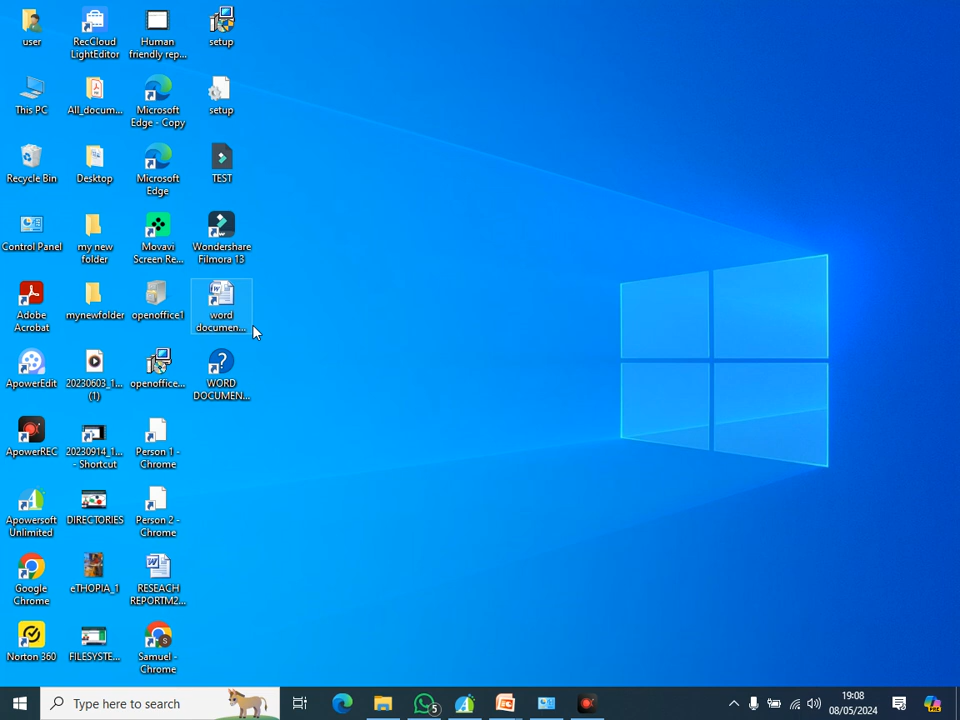 user
RecCloud
LightEditor
Human
friendly rep...
setup
This PC
All_docum...
Microsoft
Edge - Copy
setup
Recycle Bin
Desktop
Microsoft
Edge
TEST
Control Panel
my new
folder
Movavi
Screen Re...
Wondershare
Filmora 13
Adobe
Acrobat
mynewfolder
openoffice1
word
documen...
ApowerEdit
20230603_1...
(1)
openoffice...
WORD
DOCUMEN...
ApowerREC
20230914_1...
- Shortcut
Person 1 -
Chrome
Apowersoft
Unlimited
DIRECTORIES
Person 2 -
Chrome
Google
Chrome
eTHOPIA_1
RESEACH
REPORTM2...
Norton 360
FILESYSTE...
Samuel -
Chrome
Type here to search
5
19:08
08/05/2024